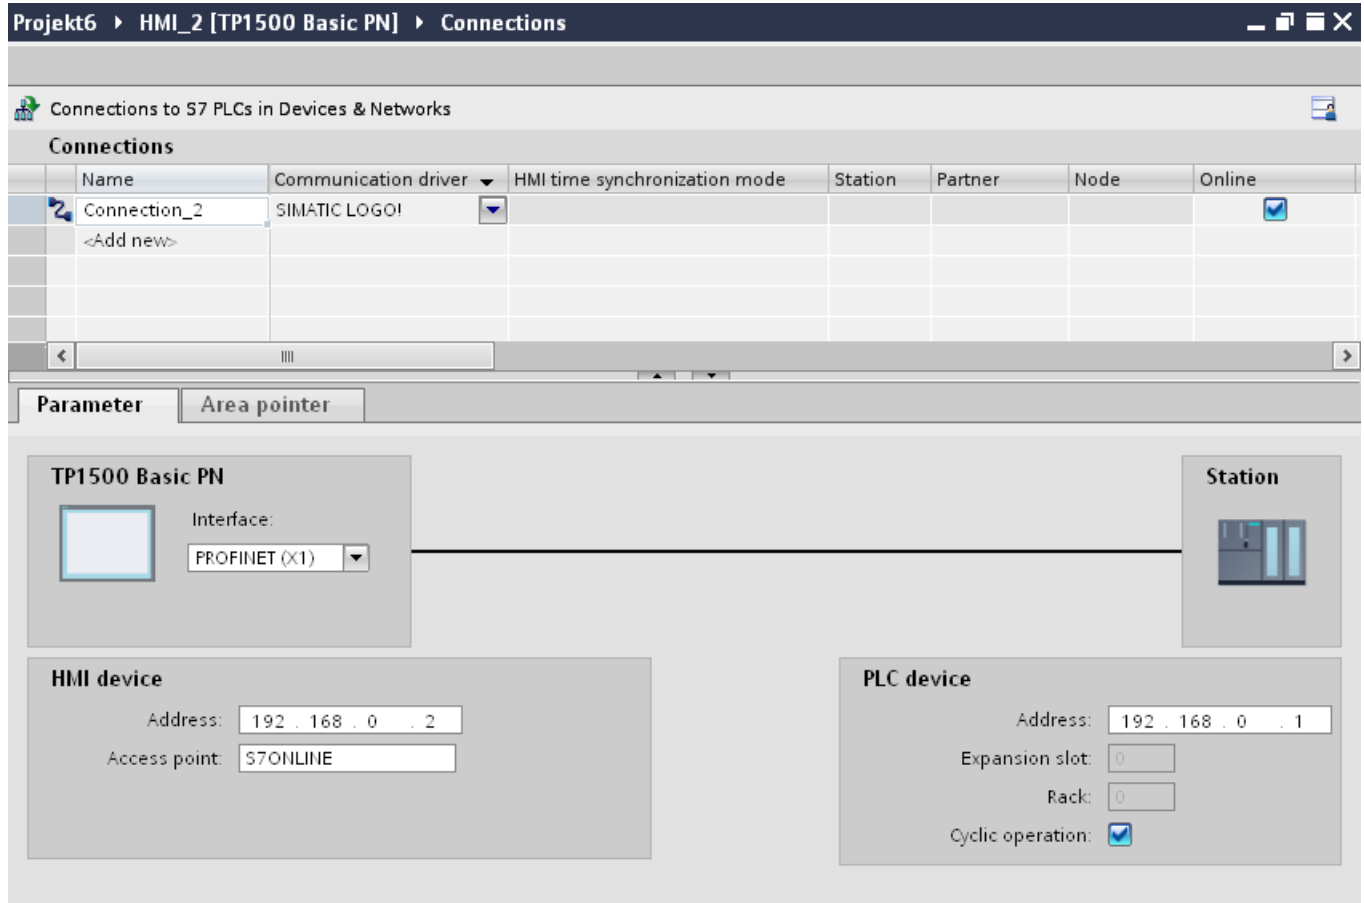 Projekt6 ▸ HMI_2 [TP1500 Basic PN] ▸ Connections
Connections to S7 PLCs in Devices & Networks
Connections
Name Communication driver HMI time synchronization mode Station Partner Node Online
Connection_2 SIMATIC LOGO!
<Add new>
Parameter Area pointer
TP1500 Basic PN
Interface:
PROFINET (X1)
Station
HMI device
Address: 192 . 168 . 0 . 2
Access point: S7ONLINE
PLC device
Address: 192 . 168 . 0 . 1
Expansion slot: 0
Rack: 0
Cyclic operation: